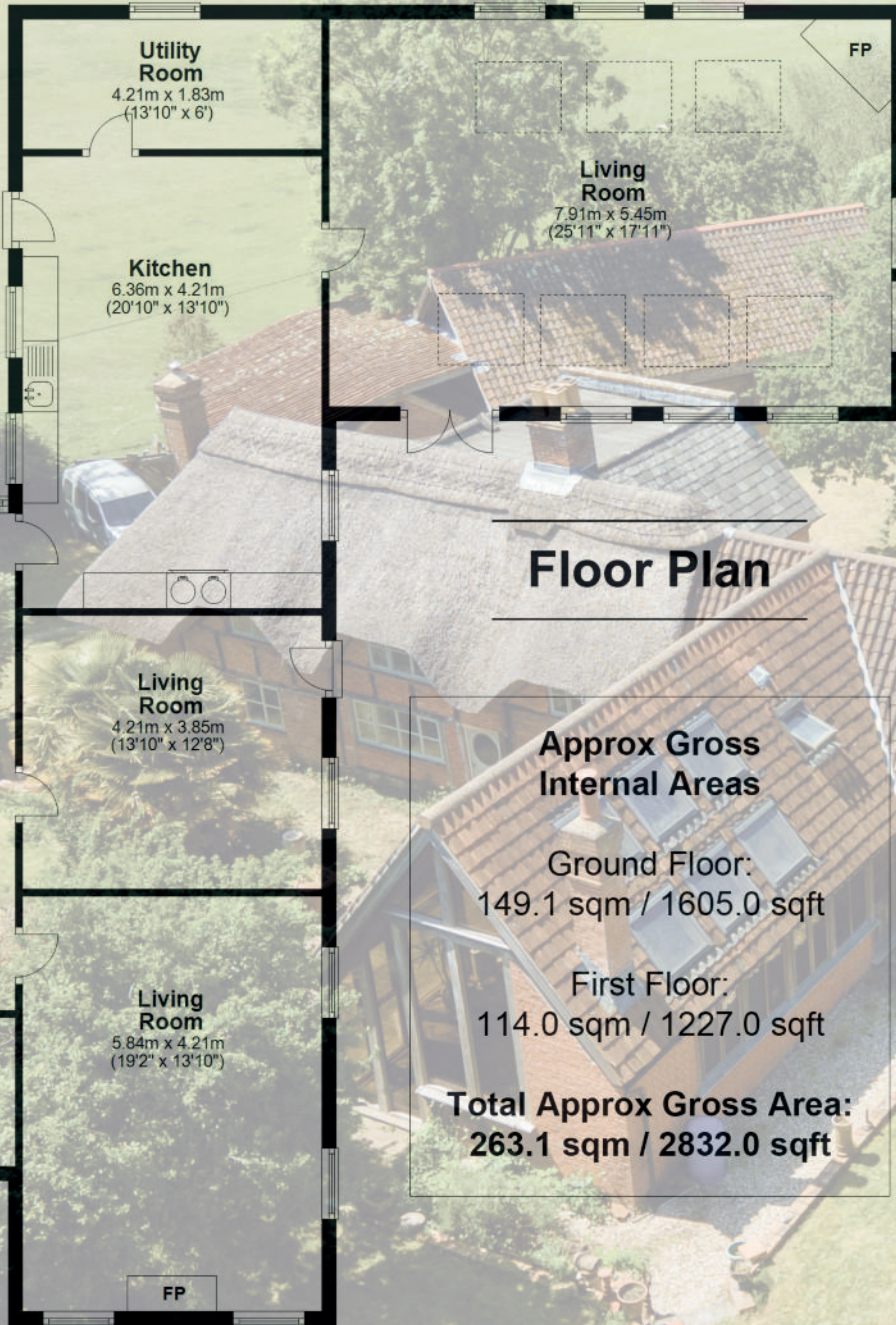 Utility
Room
4.21m x 1.83m
(13'10" x 6')
FP
Living
Room
7.91m x 5.45m
(25'11" x 17'11")
Kitchen
6.36m x 4.21m
(20'10" x 13'10")
Floor Plan
Living
Room
4.21m x 3.85m
(13'10" x 12'8")
Approx Gross
Internal Areas
Ground Floor:
149.1 sqm / 1605.0 sqft
First Floor:
114.0 sqm / 1227.0 sqft
Total Approx Gross Area:
263.1 sqm / 2832.0 sqft
Living
Room
5.84m x 4.21m
(19'2" x 13'10")
FP